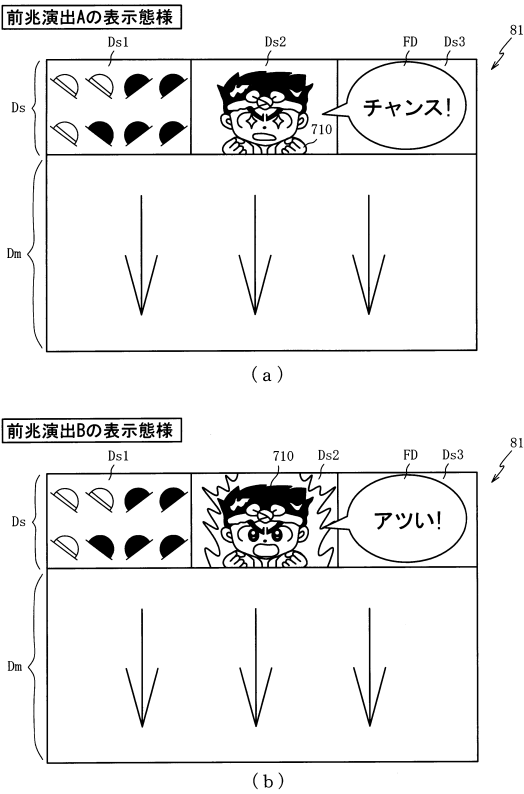 前兆演出Aの表示態様
Ds1 Ds2 FD Ds3 81
Ds
チャンス!
710
Dm
(a)
前兆演出Bの表示態様
Ds1 710 Ds2 FD Ds3 81
Ds
アツい!
Dm
(b)